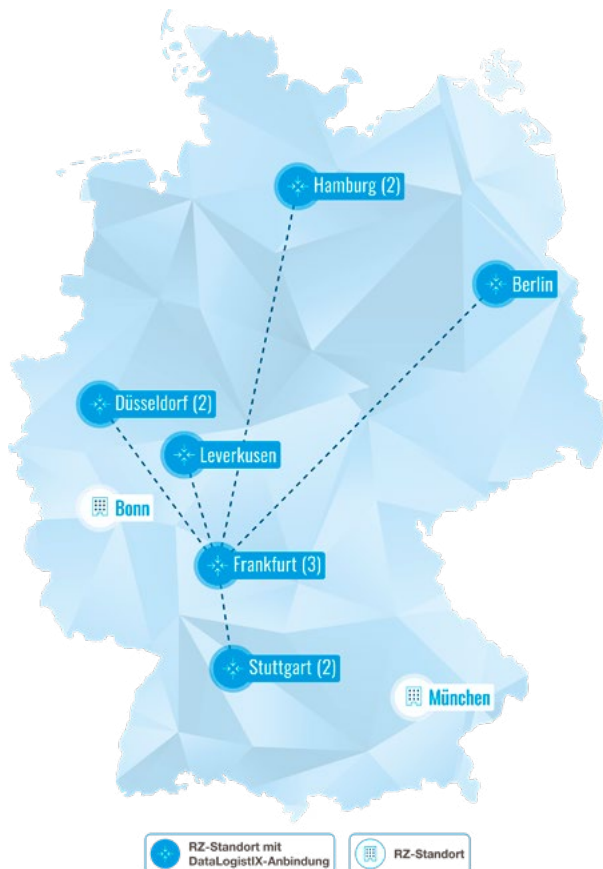 Hamburg (2)
Berlin
Düsseldorf (2)
Leverkusen
Bonn
Frankfurt (3)
Stuttgart (2)
München
RZ-Standort mit
DataLogistIX-Anbindung
RZ-Standort